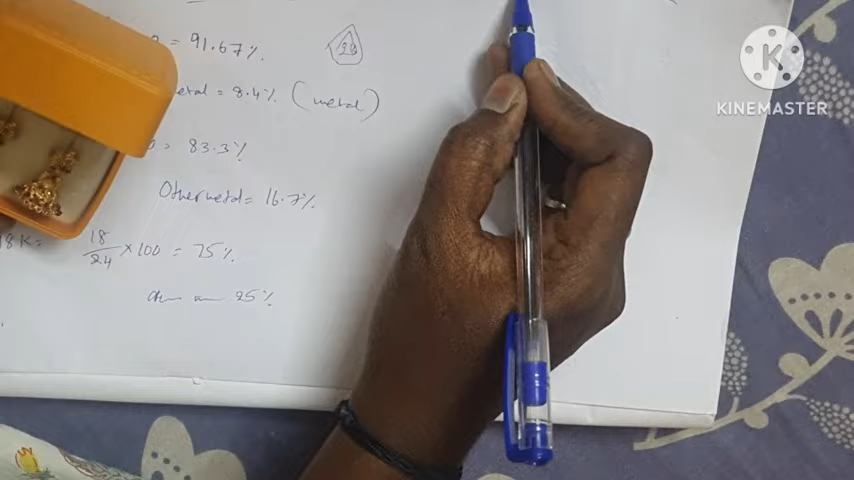 = 91.67%
28
etal = 8.4% (metal)
= 83.3%
Other metal = 16.7%
18K = 18/24 × 100 = 75%
25%
K
KINEMASTER